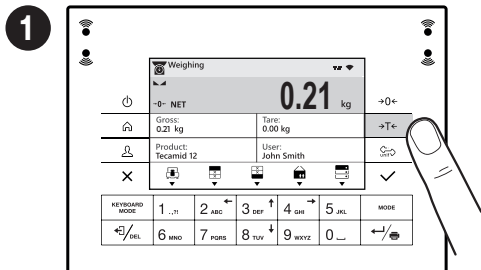 1
Weighing
-0- NET 0.21 kg
→0←
Gross:
0.21 kg
Tare:
0.00 kg
→T←
Product:
Tecamid 12
User:
John Smith
unit
KEYBOARD
MODE
1 .,?!
2 ABC
3 DEF
4 GHI
5 JKL
MODE
/DEL
6 MNO
7 PQRS
8 TUV
9 WXYZ
0